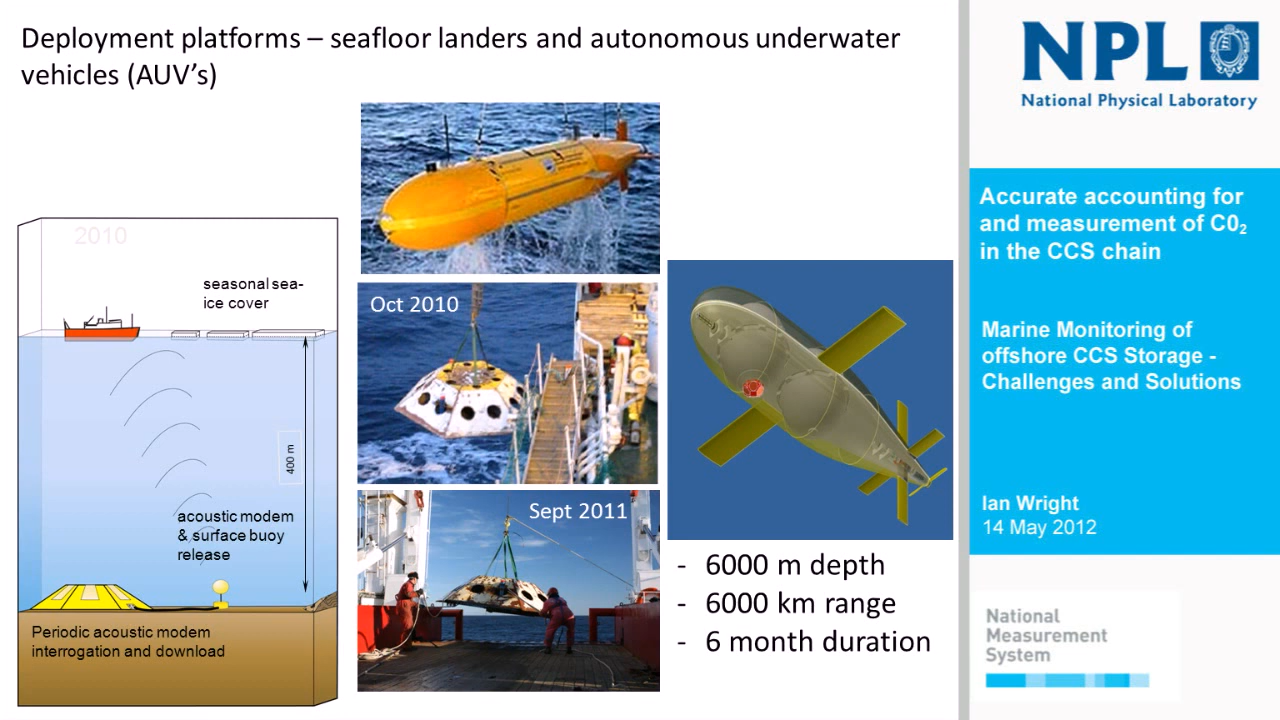 Deployment platforms – seafloor landers and autonomous underwater
vehicles (AUV’s)
2010
seasonal sea-
ice cover
400 m
acoustic modem
& surface buoy
release
Periodic acoustic modem
interrogation and download
Oct 2010
Sept 2011
- 6000 m depth
- 6000 km range
- 6 month duration
NPL
National Physical Laboratory
Accurate accounting for
and measurement of C0₂
in the CCS chain
Marine Monitoring of
offshore CCS Storage -
Challenges and Solutions
Ian Wright
14 May 2012
National
Measurement
System